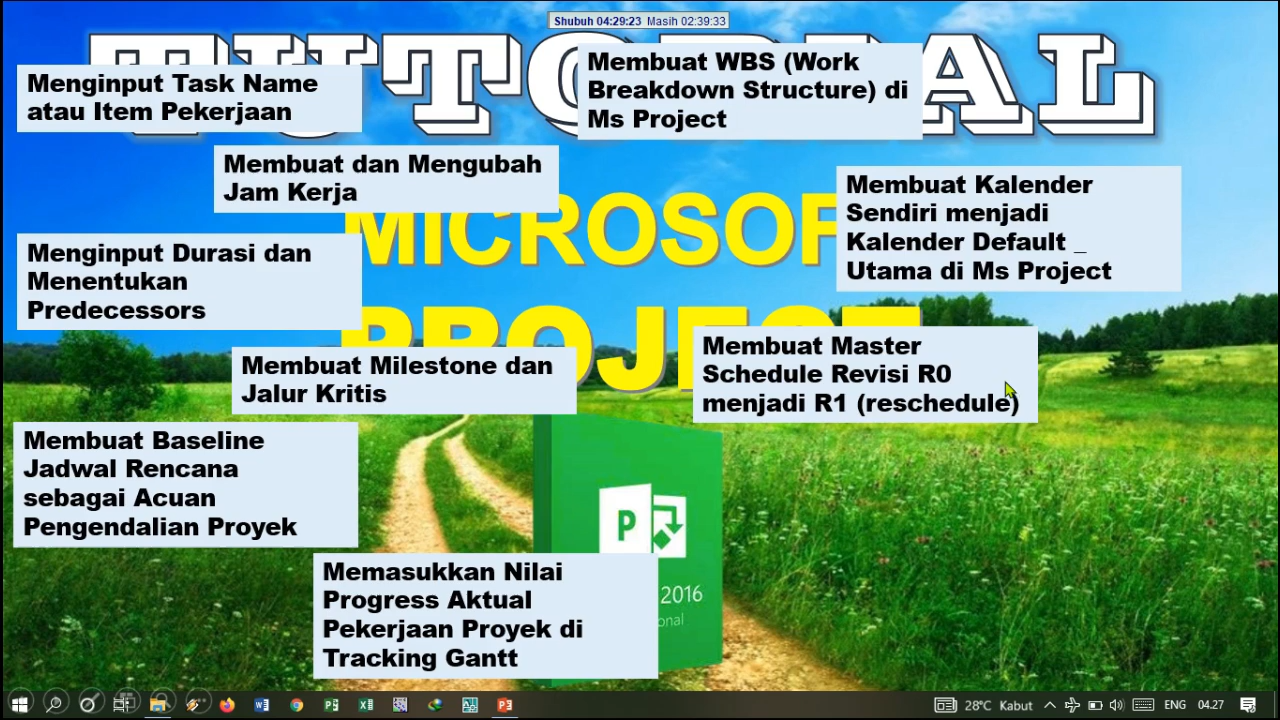 Shubuh 04:29:23 Masih 02:39:33
TUTORIAL
Menginput Task Name
atau Item Pekerjaan
Membuat WBS (Work
Breakdown Structure) di
Ms Project
Membuat dan Mengubah
Jam Kerja
Membuat Kalender
Sendiri menjadi
Kalender Default _
Utama di Ms Project
MICROSOF
Menginput Durasi dan
Menentukan
Predecessors
PROJECT
Membuat Milestone dan
Jalur Kritis
Membuat Master
Schedule Revisi R0
menjadi R1 (reschedule)
Membuat Baseline
Jadwal Rencana
sebagai Acuan
Pengendalian Proyek
P
Memasukkan Nilai
Progress Aktual
Pekerjaan Proyek di
Tracking Gantt
2016
onal
28°C Kabut ENG 04.27